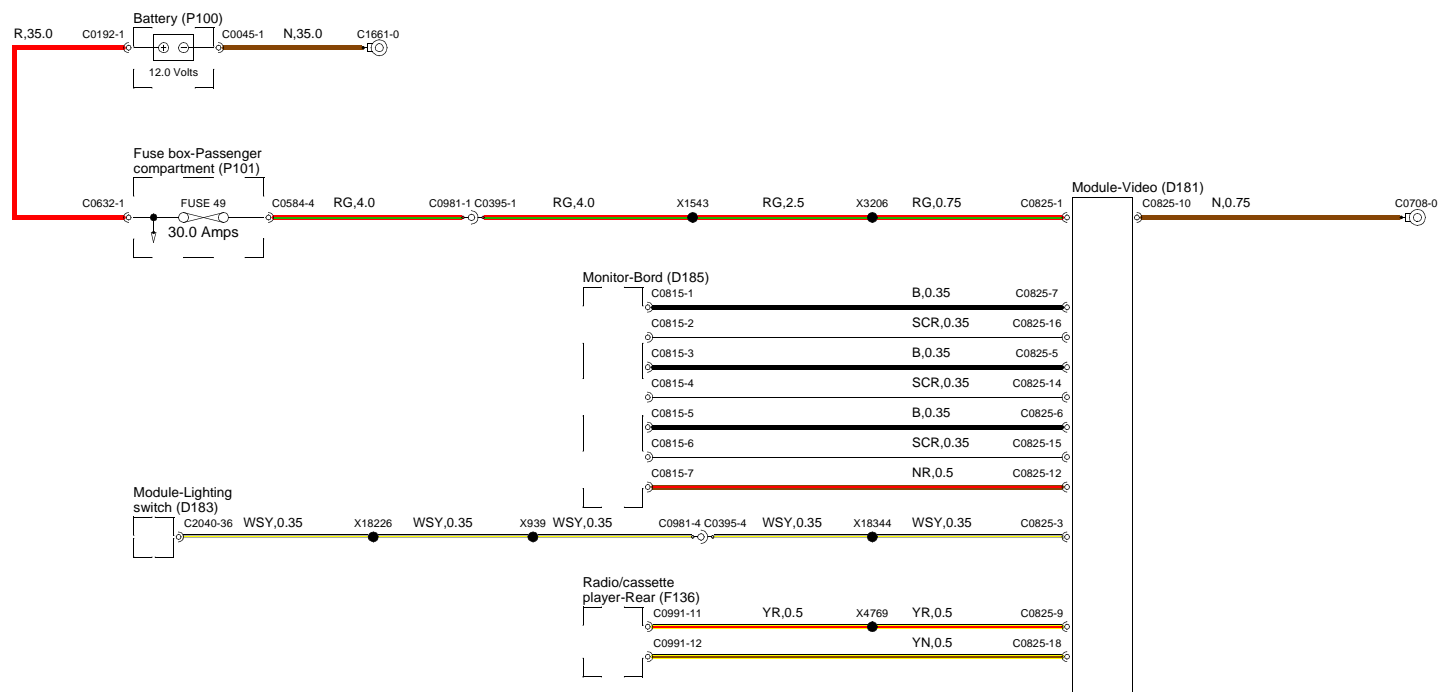 Battery (P100)
R,35.0 C0192-1 C0045-1 N,35.0 C1661-0
12.0 Volts
Fuse box-Passenger
compartment (P101)
Module-Video (D181)
C0632-1 FUSE 49 C0584-4 RG,4.0 C0981-1 C0395-1 RG,4.0 X1543 RG,2.5 X3206 RG,0.75 C0825-1 C0825-10 N,0.75 C0708-0
30.0 Amps
Monitor-Bord (D185)
C0815-1 B,0.35 C0825-7
C0815-2 SCR,0.35 C0825-16
C0815-3 B,0.35 C0825-5
C0815-4 SCR,0.35 C0825-14
C0815-5 B,0.35 C0825-6
C0815-6 SCR,0.35 C0825-15
C0815-7 NR,0.5 C0825-12
Module-Lighting
switch (D183)
C2040-36 WSY,0.35 X18226 WSY,0.35 X939 WSY,0.35 C0981-4 C0395-4 WSY,0.35 X18344 WSY,0.35 C0825-3
Radio/cassette
player-Rear (F136)
C0991-11 YR,0.5 X4769 YR,0.5 C0825-9
C0991-12 YN,0.5 C0825-18